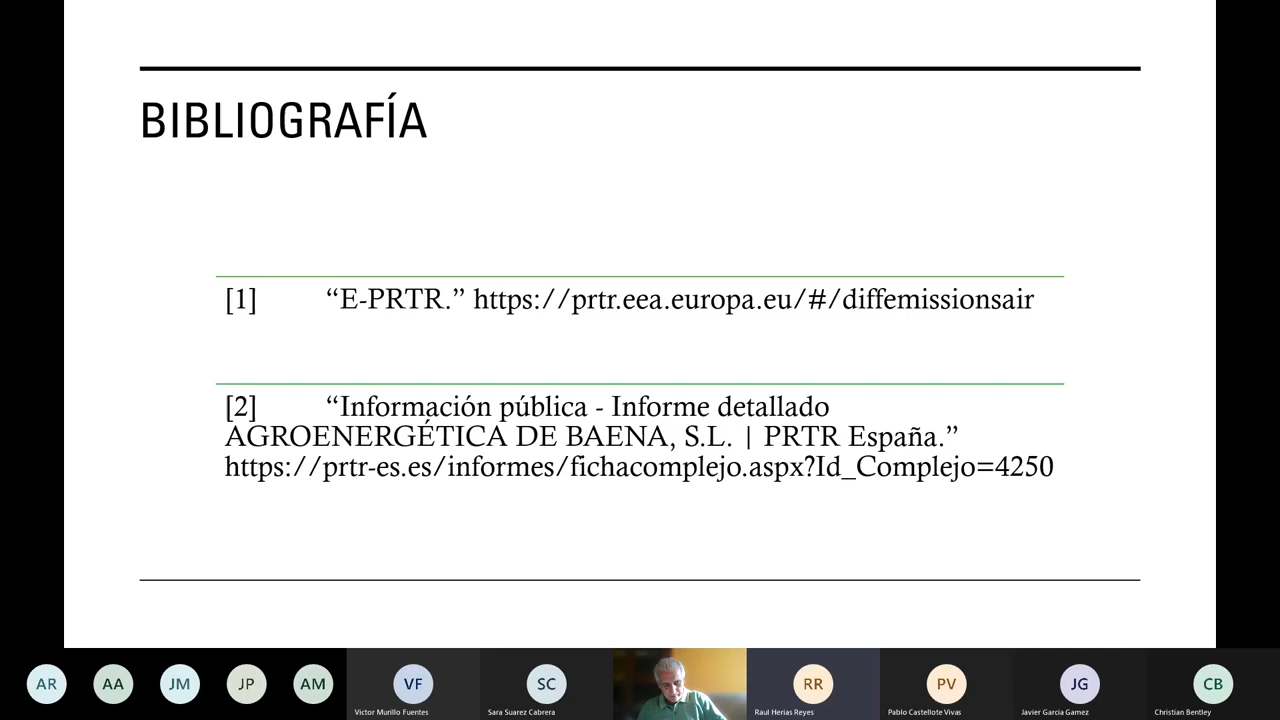 BIBLIOGRAFÍA
[1] “E-PRTR.” https://prtr.eea.europa.eu/#/diffemissionsair
[2] “Información pública - Informe detallado
AGROENERGÉTICA DE BAENA, S.L. | PRTR España.”
https://prtr-es.es/informes/fichacomplejo.aspx?Id_Complejo=4250
AR AA JM JP AM VF SC RR PV JG CB
Victor Murillo Fuentes Sara Suarez Cabrera Raul Herias Reyes Pablo Castellote Vivas Javier Garcia Gamez Christian Bentley